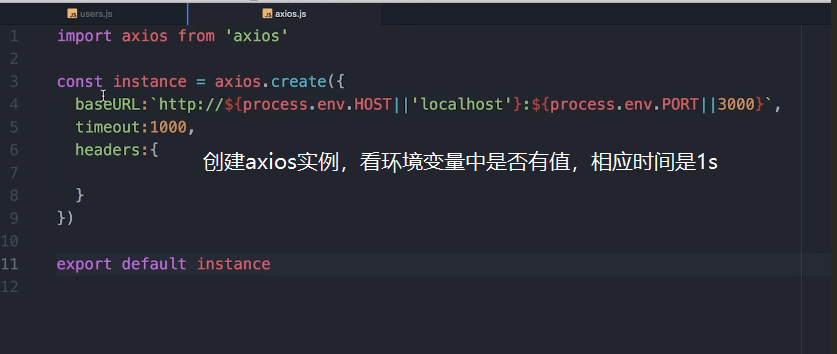 JS users.js
JS axios.js
1 import axios from 'axios'
2
3 const instance = axios.create({
4 baseURL:`http://${process.env.HOST||'localhost'}:${process.env.PORT||3000}`,
5 timeout:1000,
6 headers:{
创建axios实例，看环境变量中是否有值，相应时间是1s
7
8 }
9 })
10
11 export default instance
12